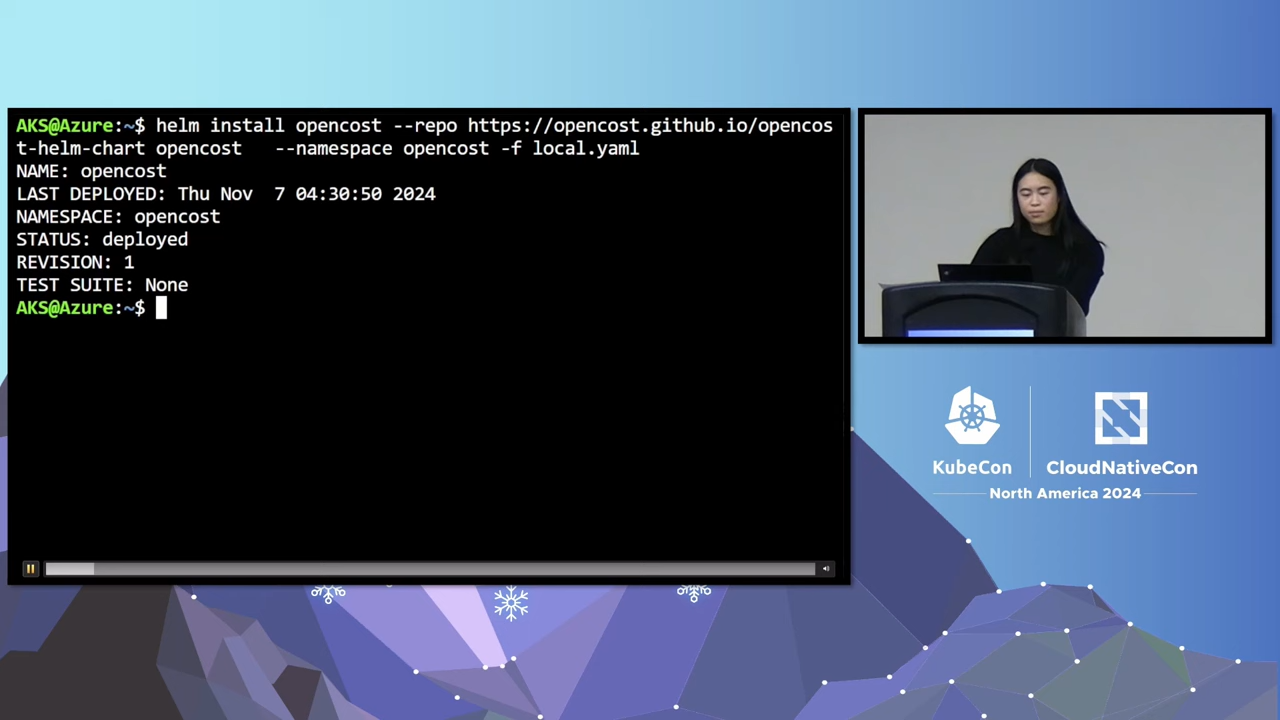 AKS@Azure:~$ helm install opencost --repo https://opencost.github.io/opencos
t-helm-chart opencost   --namespace opencost -f local.yaml
NAME: opencost
LAST DEPLOYED: Thu Nov  7 04:30:50 2024
NAMESPACE: opencost
STATUS: deployed
REVISION: 1
TEST SUITE: None
AKS@Azure:~$
KubeCon
CloudNativeCon
North America 2024